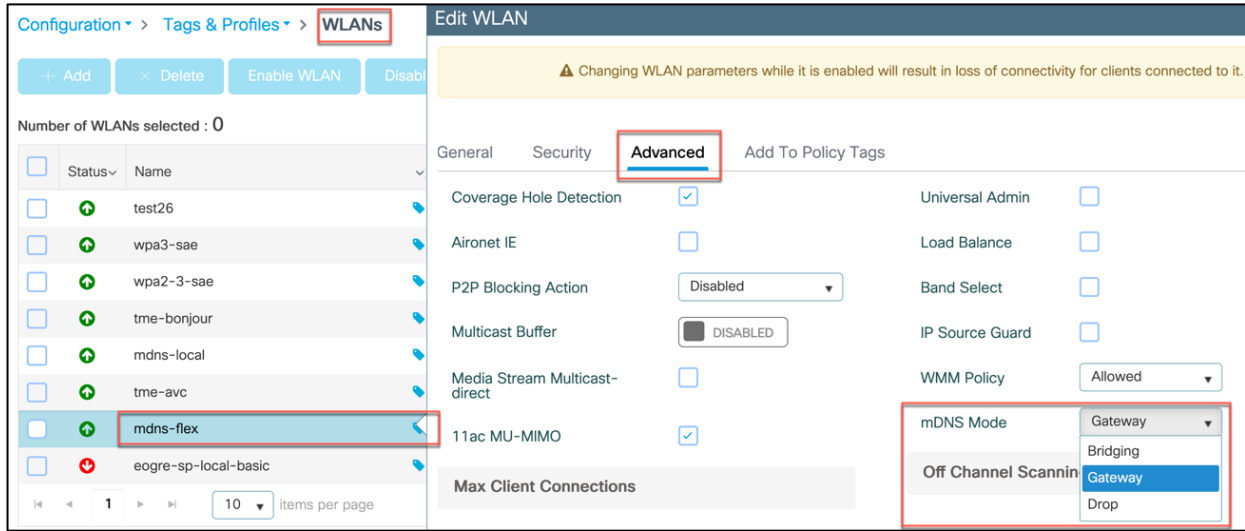 Configuration > Tags & Profiles > WLANs
+ Add
× Delete
Enable WLAN
Disabl
Number of WLANs selected : 0
Status
Name
test26
wpa3-sae
wpa2-3-sae
tme-bonjour
mdns-local
tme-avc
mdns-flex
eogre-sp-local-basic
1
10
items per page
Edit WLAN
Changing WLAN parameters while it is enabled will result in loss of connectivity for clients connected to it.
General
Security
Advanced
Add To Policy Tags
Coverage Hole Detection
Aironet IE
P2P Blocking Action
Disabled
Multicast Buffer
DISABLED
Media Stream Multicast-
direct
11ac MU-MIMO
Max Client Connections
Universal Admin
Load Balance
Band Select
IP Source Guard
WMM Policy
Allowed
mDNS Mode
Gateway
Bridging
Gateway
Drop
Off Channel Scannin